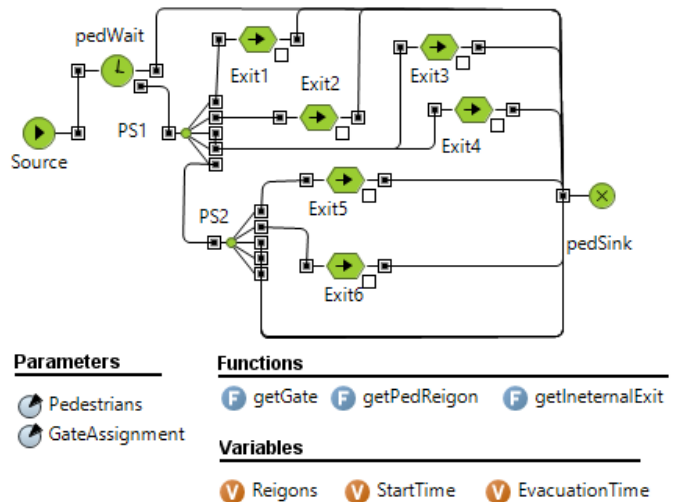 pedWait
Exit1
Exit2
Exit3
PS1
Source
Exit4
Exit5
PS2
pedSink
Exit6
Parameters
Functions
Pedestrians
F getGate F getPedReigon F getIneternalExit
GateAssignment
Variables
V Reigons V StartTime V EvacuationTime